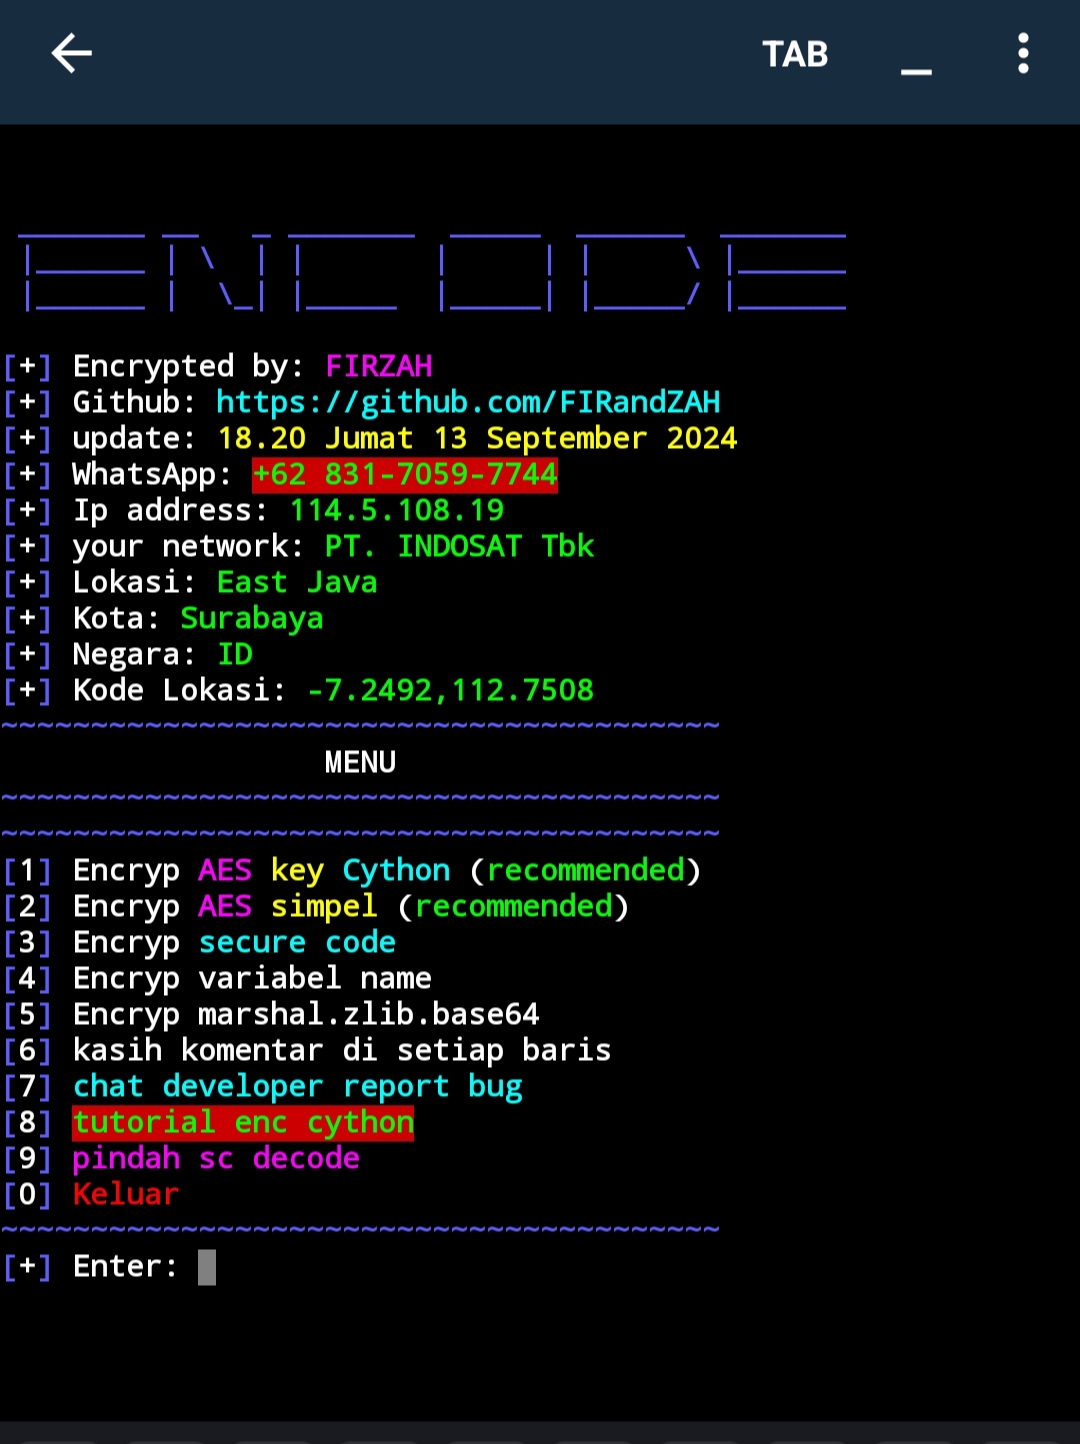 TAB
ENCODE
[+] Encrypted by: FIRZAH
[+] Github: https://github.com/FIRandZAH
[+] update: 18.20 Jumat 13 September 2024
[+] WhatsApp: +62 831-7059-7744
[+] Ip address: 114.5.108.19
[+] your network: PT. INDOSAT Tbk
[+] Lokasi: East Java
[+] Kota: Surabaya
[+] Negara: ID
[+] Kode Lokasi: -7.2492,112.7508
~~~~~~~~~~~~~~~~~~~~~~~~~~~~~~~~~~~~~~~~
MENU
~~~~~~~~~~~~~~~~~~~~~~~~~~~~~~~~~~~~~~~~
~~~~~~~~~~~~~~~~~~~~~~~~~~~~~~~~~~~~~~~~
[1] Encryp AES key Cython (recommended)
[2] Encryp AES simpel (recommended)
[3] Encryp secure code
[4] Encryp variabel name
[5] Encryp marshal.zlib.base64
[6] kasih komentar di setiap baris
[7] chat developer report bug
[8] tutorial enc cython
[9] pindah sc decode
[0] Keluar
~~~~~~~~~~~~~~~~~~~~~~~~~~~~~~~~~~~~~~~~
[+] Enter: